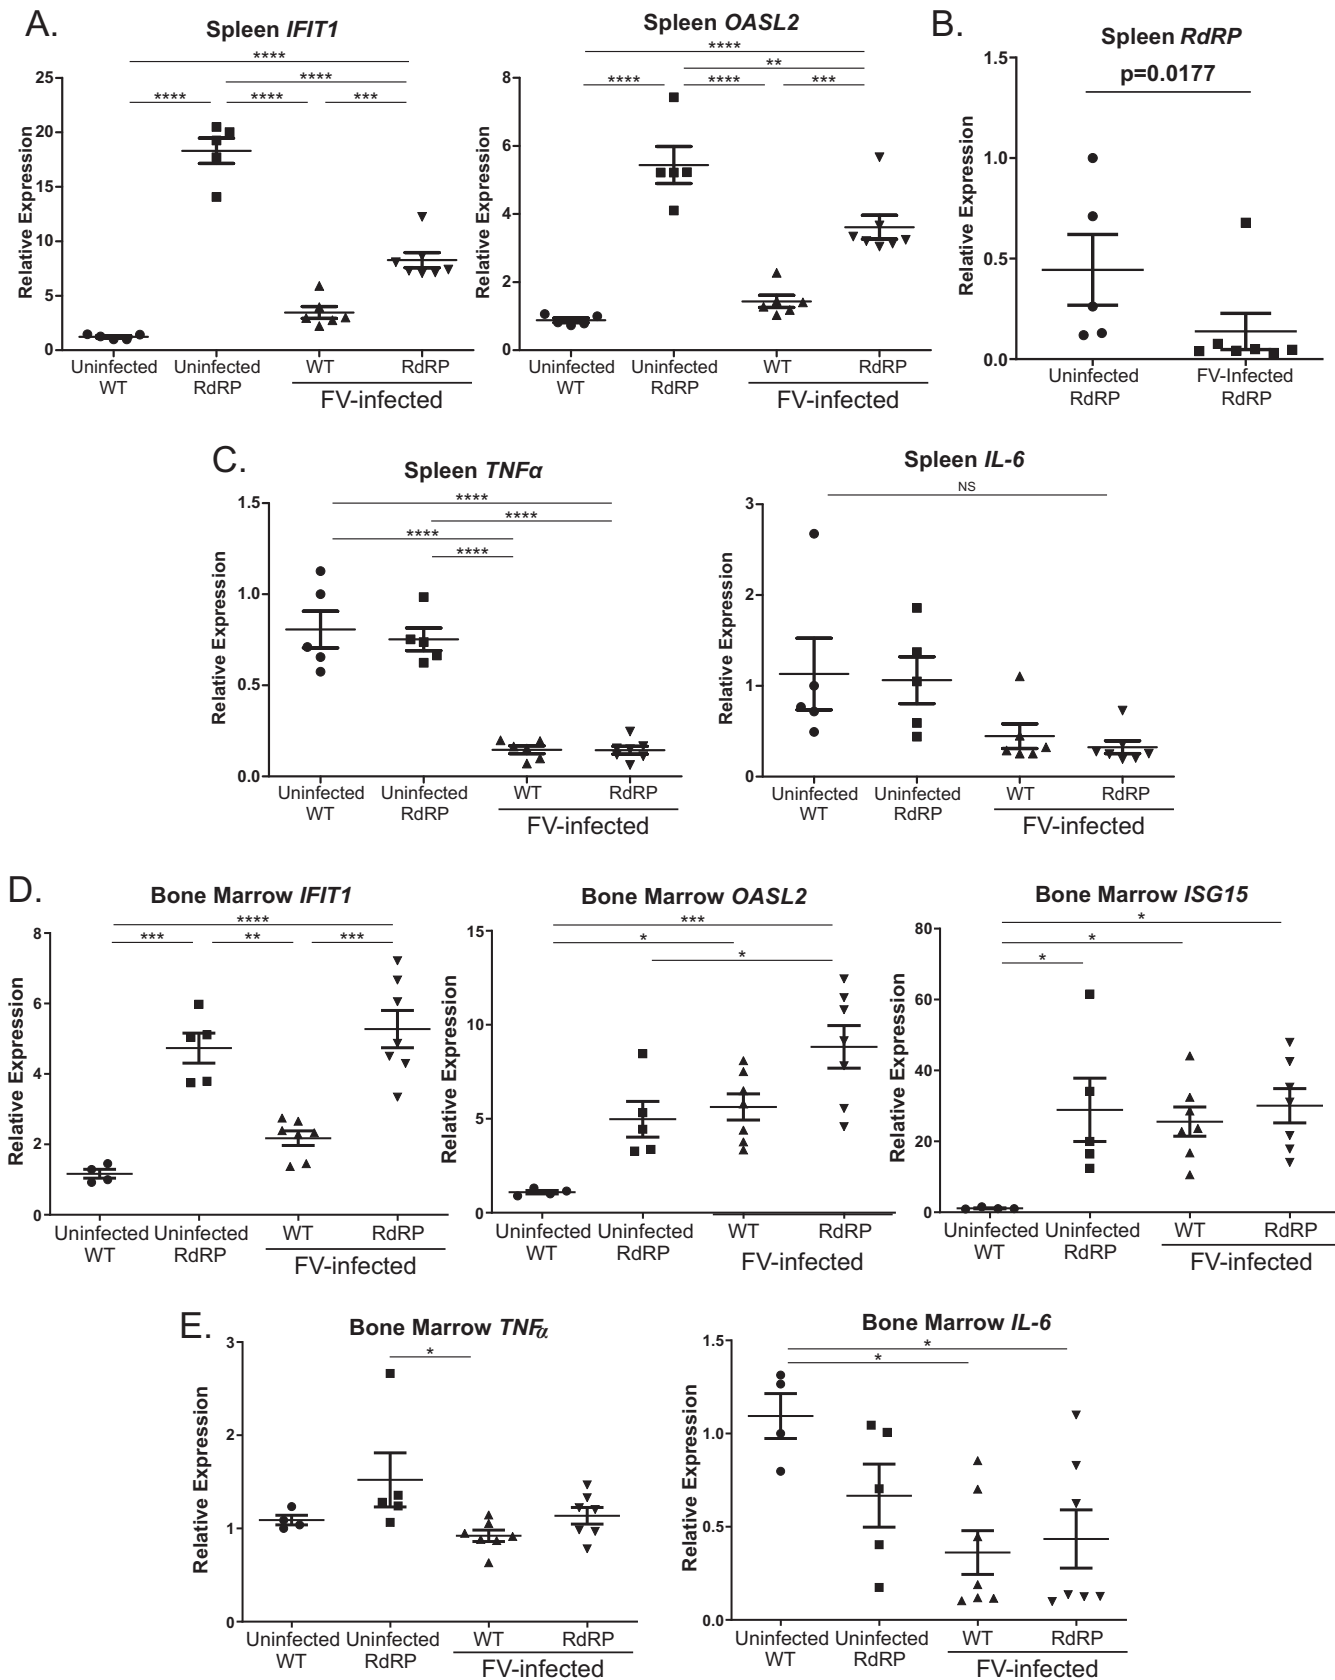 A.
Spleen IFIT1
****
****
**** **** ***
Relative Expression
25
20
15
10
5
0
Uninfected WT
Uninfected RdRP
WT
RdRP
FV-infected
Spleen OASL2
****
**
**** **** ***
Relative Expression
8
6
4
2
0
Uninfected WT
Uninfected RdRP
WT
RdRP
FV-infected
B.
Spleen RdRP
p=0.0177
Relative Expression
1.5
1.0
0.5
0.0
Uninfected RdRP
FV-Infected RdRP
C.
Spleen TNFα
****
****
****
****
Relative Expression
1.5
1.0
0.5
0.0
Uninfected WT
Uninfected RdRP
WT
RdRP
FV-infected
Spleen IL-6
NS
Relative Expression
3
2
1
0
Uninfected WT
Uninfected RdRP
WT
RdRP
FV-infected
D.
Bone Marrow IFIT1
****
*** ** ***
Relative Expression
8
6
4
2
0
Uninfected WT
Uninfected RdRP
WT
RdRP
FV-infected
Bone Marrow OASL2
***
*
*
Relative Expression
15
10
5
0
Uninfected WT
Uninfected RdRP
WT
RdRP
FV-infected
Bone Marrow ISG15
*
*
*
Relative Expression
80
60
40
20
0
Uninfected WT
Uninfected RdRP
WT
RdRP
FV-infected
E.
Bone Marrow TNFα
*
Relative Expression
3
2
1
0
Uninfected WT
Uninfected RdRP
WT
RdRP
FV-infected
Bone Marrow IL-6
*
*
Relative Expression
1.5
1.0
0.5
0.0
Uninfected WT
Uninfected RdRP
WT
RdRP
FV-infected